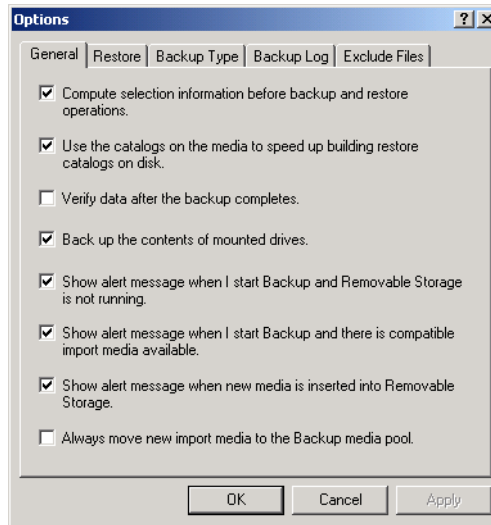 Options
General Restore Backup Type Backup Log Exclude Files
Compute selection information before backup and restore
operations.
Use the catalogs on the media to speed up building restore
catalogs on disk.
Verify data after the backup completes.
Back up the contents of mounted drives.
Show alert message when I start Backup and Removable Storage
is not running.
Show alert message when I start Backup and there is compatible
import media available.
Show alert message when new media is inserted into Removable
Storage.
Always move new import media to the Backup media pool.
OK Cancel Apply